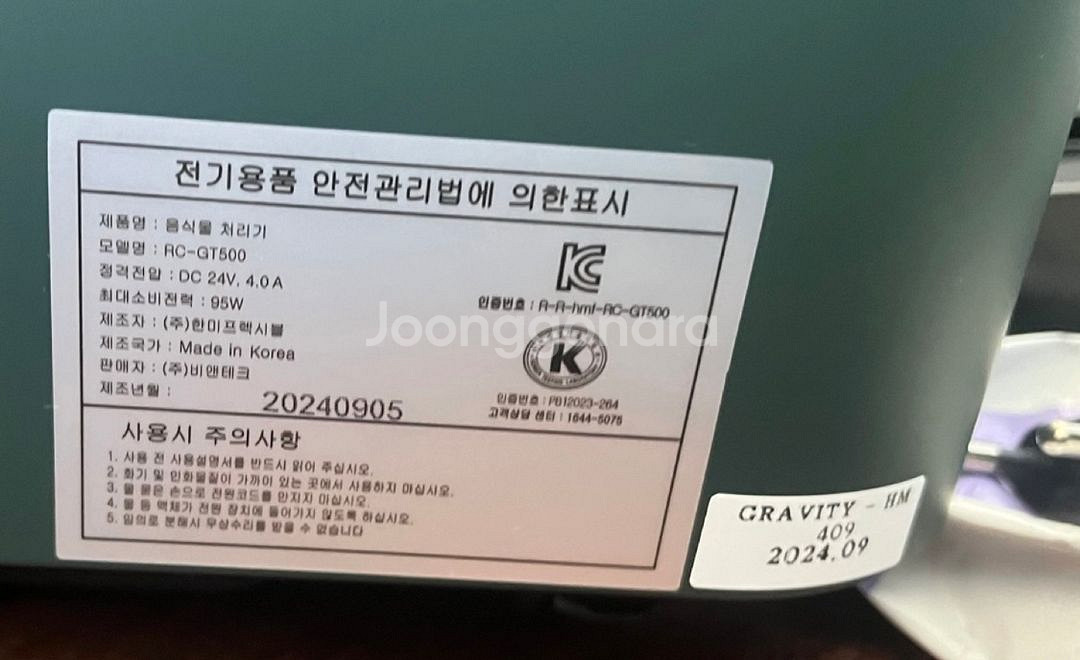 전기용품 안전관리법에 의한표시
제품명 : 음식물 처리기
모델명 : RC-GT500
정격전압 : DC 24V, 4.0A
최대소비전력 : 95W
제조자 : (주)한미프렉시블
제조국가 : Made in Korea
판매자 : (주)비앤테크
제조년월 :
20240905
인증번호 : R-R-hmf-RC-GT500
K
인증번호 : PB12023-264
고객상담 센터 : 1644-5075
사용시 주의사항
1. 사용 전 사용설명서를 반드시 읽어 주십시오.
2. 화기 및 인화물질이 가까이 있는 곳에서 사용하지 마십시오.
3. 물 묻은 손으로 전원코드를 만지지 마십시오.
4. 물 등 액체가 전원 장치에 들어가지 않도록 하십시오.
5. 임의로 분해시 무상수리를 받을 수 없습니다
GRAVITY - HM
409
2024.09
Joonggonara